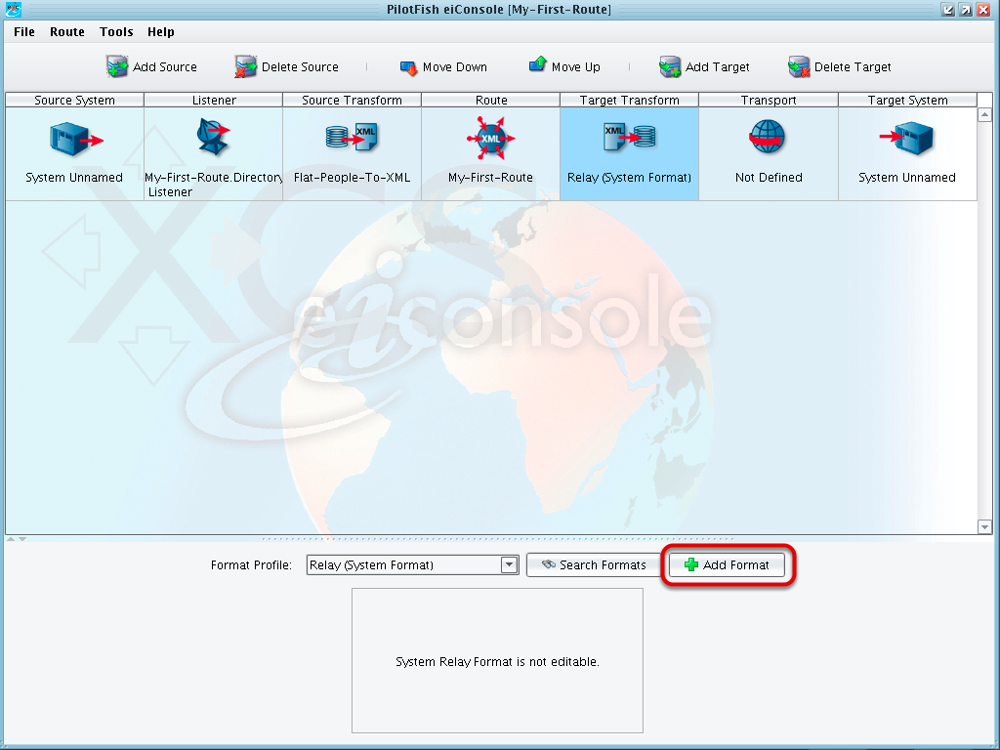 PilotFish eiConsole [My-First-Route]
File Route Tools Help
Add Source Delete Source Move Down Move Up Add Target Delete Target
Source System Listener Source Transform Route Target Transform Transport Target System
XML XML XML
System Unnamed My-First-Route.Directory Flat-People-To-XML My-First-Route Relay (System Format) Not Defined System Unnamed
Listener
XCS
eiconsole
Format Profile: Relay (System Format) Search Formats Add Format
System Relay Format is not editable.